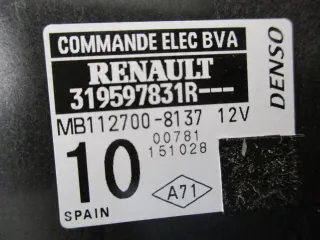 COMMANDE ELEC BVA
RENAULT
319597831R---
MB112700-8137 12V
10
00781
151028
SPAIN
A71
DENSO